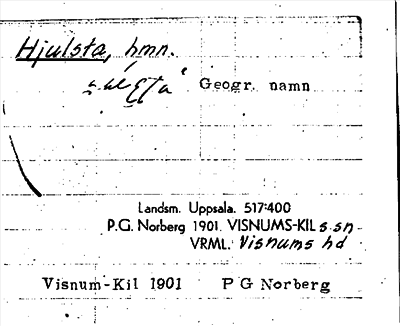 Hjulsta, hmn.
Geogr. namn
Landsm. Uppsala. 517:400
P.G. Norberg 1901. VISNUMS-KIL s.sn
VRML. Visnums hd
Visnum-Kil 1901 P G Norberg